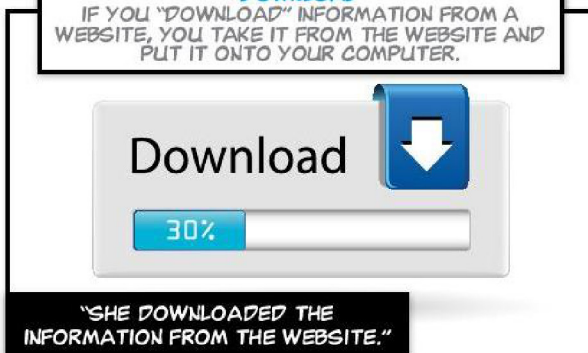 IF YOU "DOWNLOAD" INFORMATION FROM A
WEBSITE, YOU TAKE IT FROM THE WEBSITE AND
PUT IT ONTO YOUR COMPUTER.
Download
30%
"SHE DOWNLOADED THE
INFORMATION FROM THE WEBSITE."